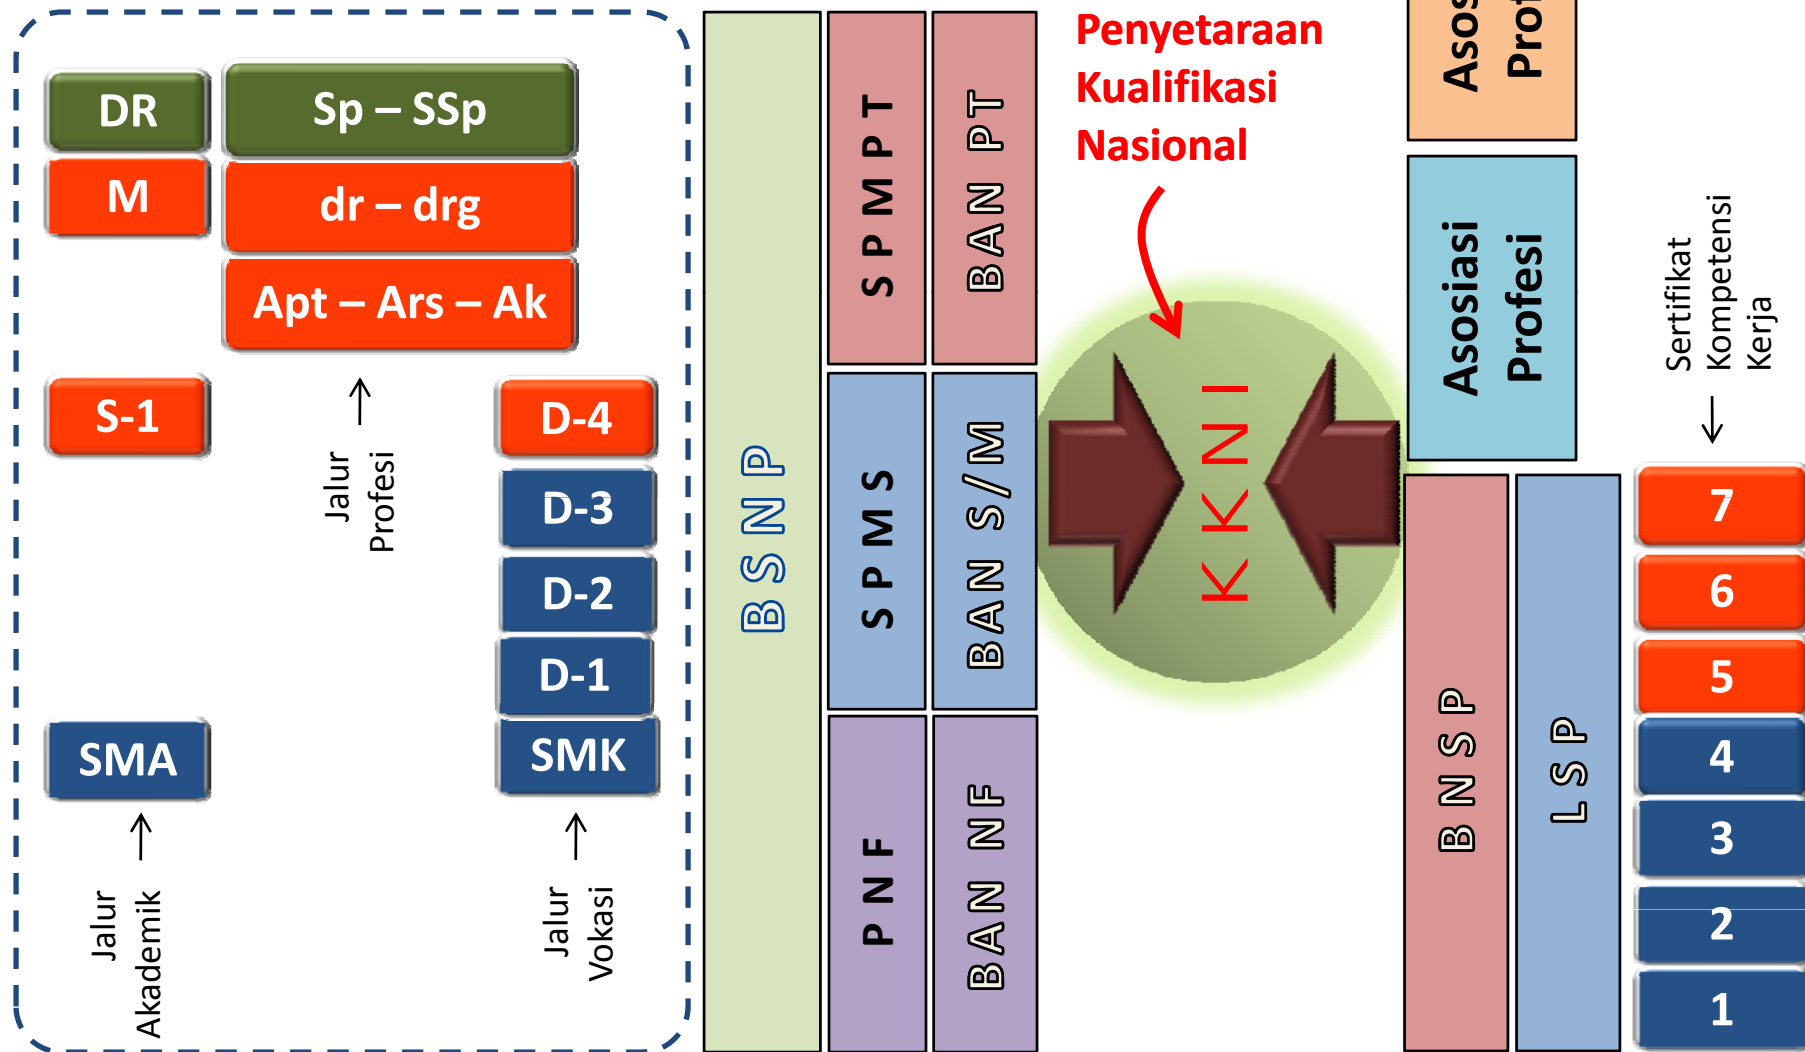 DR
Sp – SSp
M
dr – drg
Apt – Ars – Ak
S-1
Jalur
Profesi
D-4
D-3
D-2
D-1
SMA
SMK
Jalur
Akademik
Jalur
Vokasi
BSNP
SPMPT
BAN PT
SPMS
BAN S/M
PNF
BAN NF
Penyetaraan
Kualifikasi
Nasional
KKNI
Asosiasi
Profesi
BNSP
LSP
Sertifikat
Kompetensi
Kerja
7
6
5
4
3
2
1